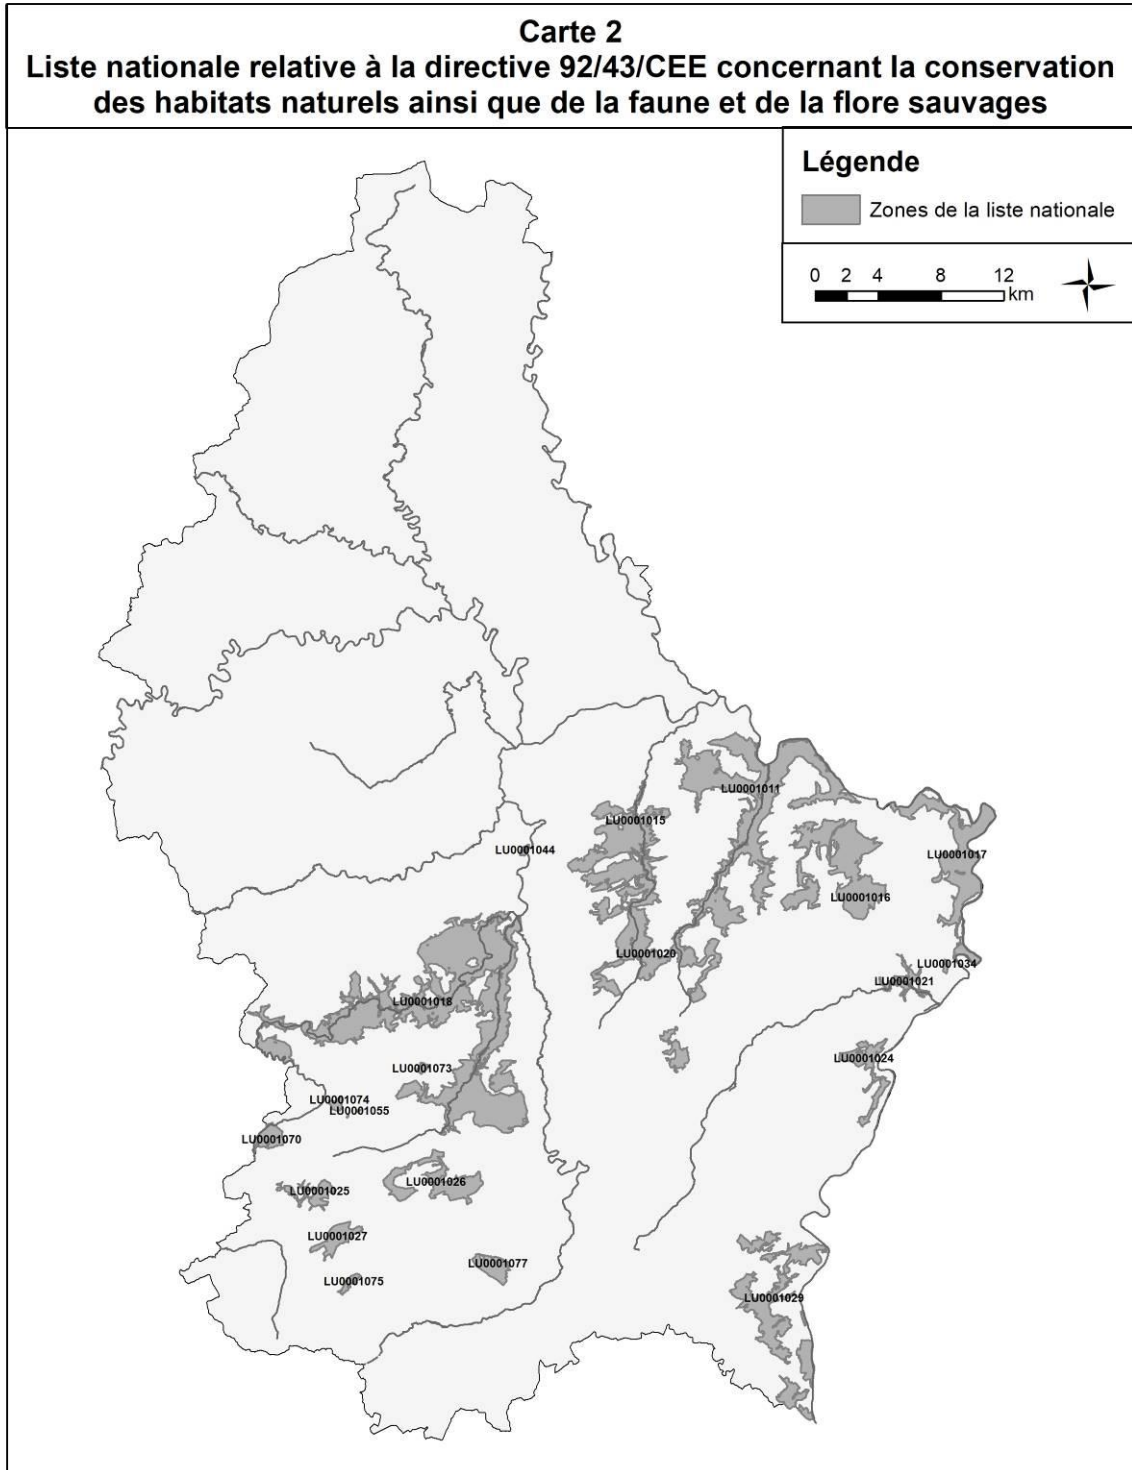 Carte 2
Liste nationale relative à la directive 92/43/CEE concernant la conservation
des habitats naturels ainsi que de la faune et de la flore sauvages
Légende
Zones de la liste nationale
0 2 4 8 12
km
LU0001011
LU0001015
LU0001044
LU0001017
LU0001016
LU0001020
LU0001034
LU0001021
LU0001018
LU0001024
LU0001073
LU0001074
LU0001055
LU0001070
LU0001026
LU0001025
LU0001027
LU0001077
LU0001075
LU0001029